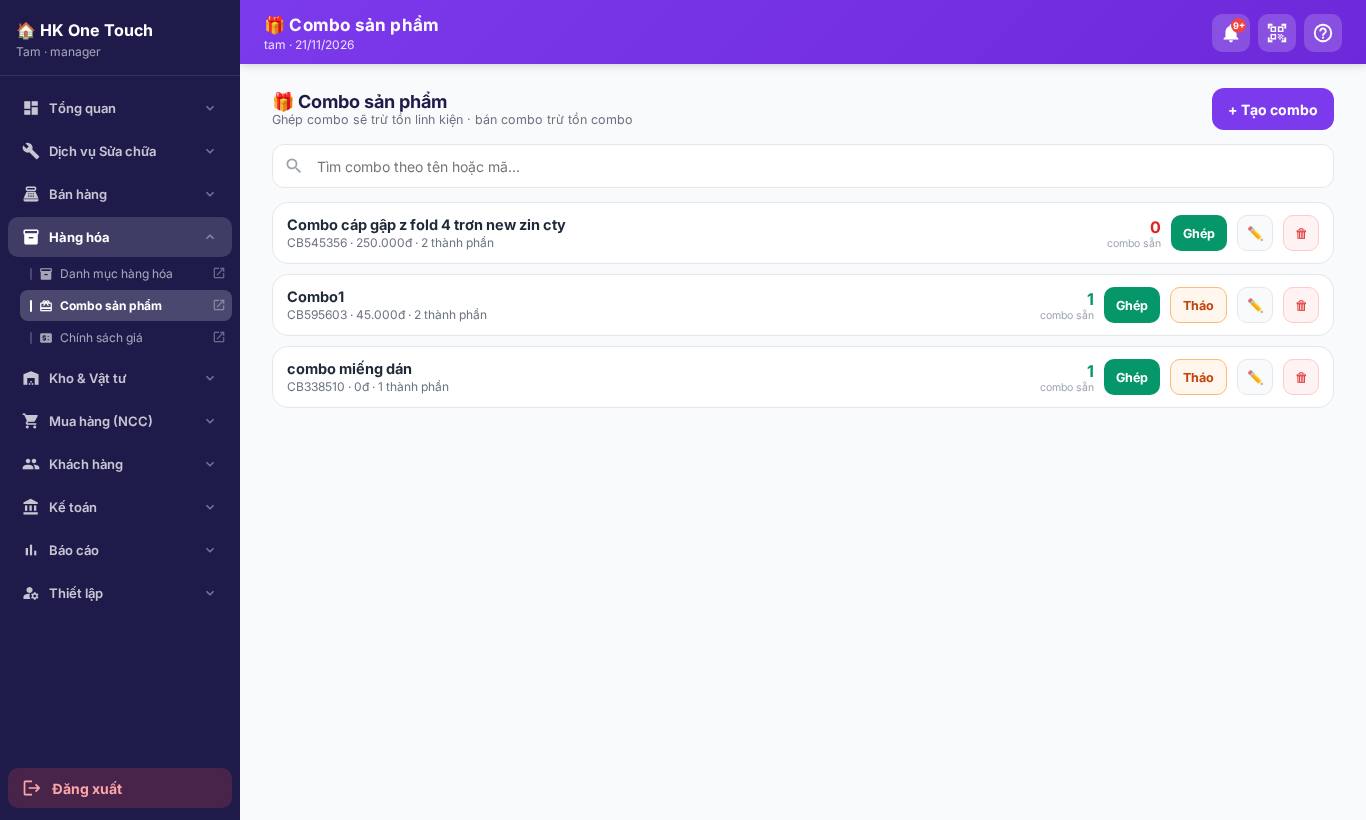 🏠 HK One Touch
Tam · manager
Tổng quan
Dịch vụ Sửa chữa
Bán hàng
Hàng hóa
Danh mục hàng hóa
Combo sản phẩm
Chính sách giá
Kho & Vật tư
Mua hàng (NCC)
Khách hàng
Kế toán
Báo cáo
Thiết lập
Đăng xuất
🎁 Combo sản phẩm
tam · 21/11/2026
9+
🎁 Combo sản phẩm
Ghép combo sẽ trừ tồn linh kiện · bán combo trừ tồn combo
+ Tạo combo
Tìm combo theo tên hoặc mã...
Combo cáp gập z fold 4 trơn new zin cty
CB545356 · 250.000đ · 2 thành phần
0
combo sẵn
Ghép
Combo1
CB595603 · 45.000đ · 2 thành phần
1
combo sẵn
Ghép
Tháo
combo miếng dán
CB338510 · 0đ · 1 thành phần
1
combo sẵn
Ghép
Tháo